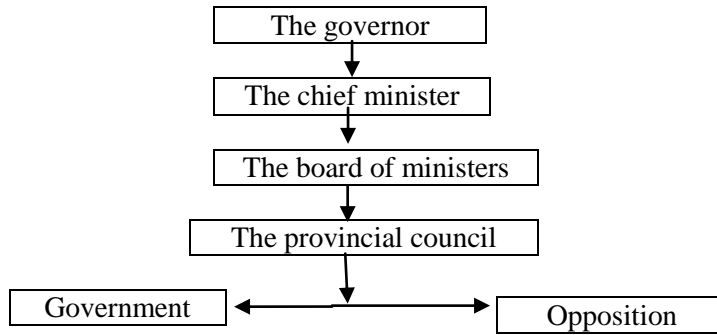 The governor
The chief minister
The board of ministers
The provincial council
Government
Opposition